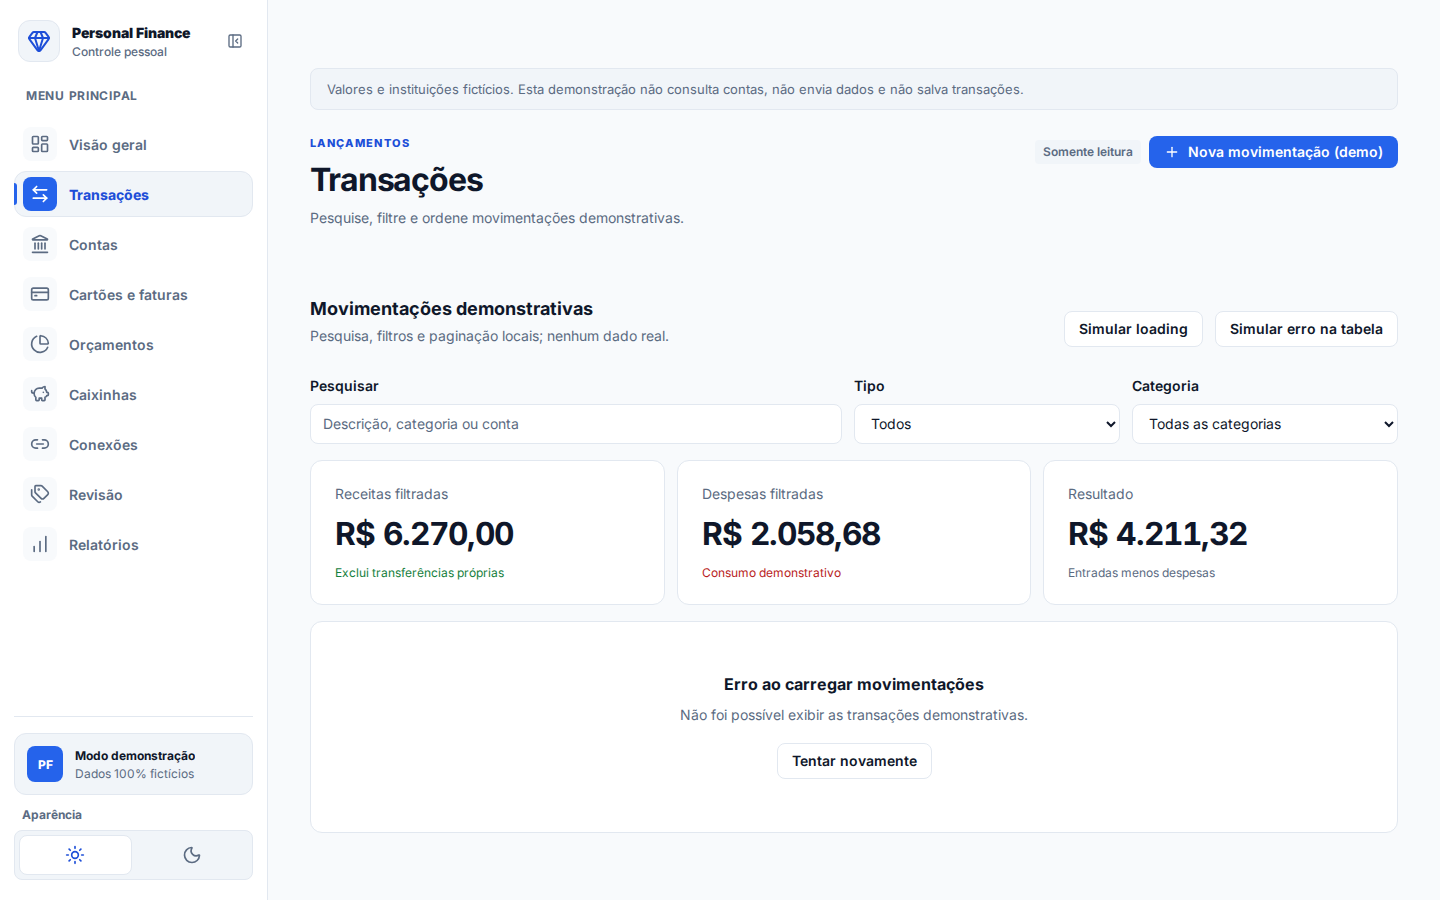 Personal Finance
Controle pessoal
MENU PRINCIPAL
Visão geral
Transações
Contas
Cartões e faturas
Orçamentos
Caixinhas
Conexões
Revisão
Relatórios
PF
Modo demonstração
Dados 100% fictícios
Aparência
Valores e instituições fictícios. Esta demonstração não consulta contas, não envia dados e não salva transações.
LANÇAMENTOS
Transações
Pesquise, filtre e ordene movimentações demonstrativas.
Somente leitura
Nova movimentação (demo)
Movimentações demonstrativas
Pesquisa, filtros e paginação locais; nenhum dado real.
Simular loading
Simular erro na tabela
Pesquisar
Tipo
Categoria
Descrição, categoria ou conta
Todos
Todas as categorias
Receitas filtradas
R$ 6.270,00
Exclui transferências próprias
Despesas filtradas
R$ 2.058,68
Consumo demonstrativo
Resultado
R$ 4.211,32
Entradas menos despesas
Erro ao carregar movimentações
Não foi possível exibir as transações demonstrativas.
Tentar novamente